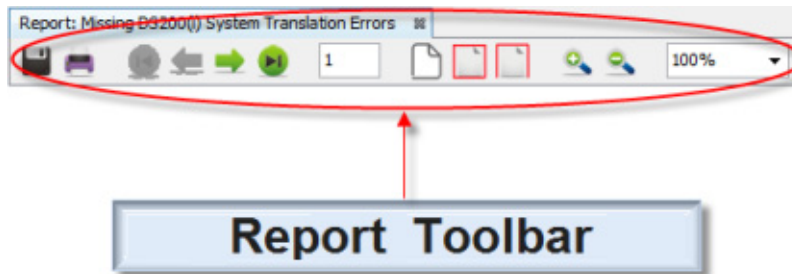 Report: Missing DS200(i) System Translation Errors
1
100%
Report Toolbar